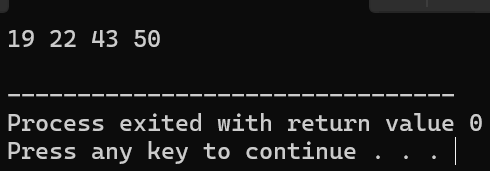 19 22 43 50
--------------------------------
Process exited with return value 0
Press any key to continue . . .